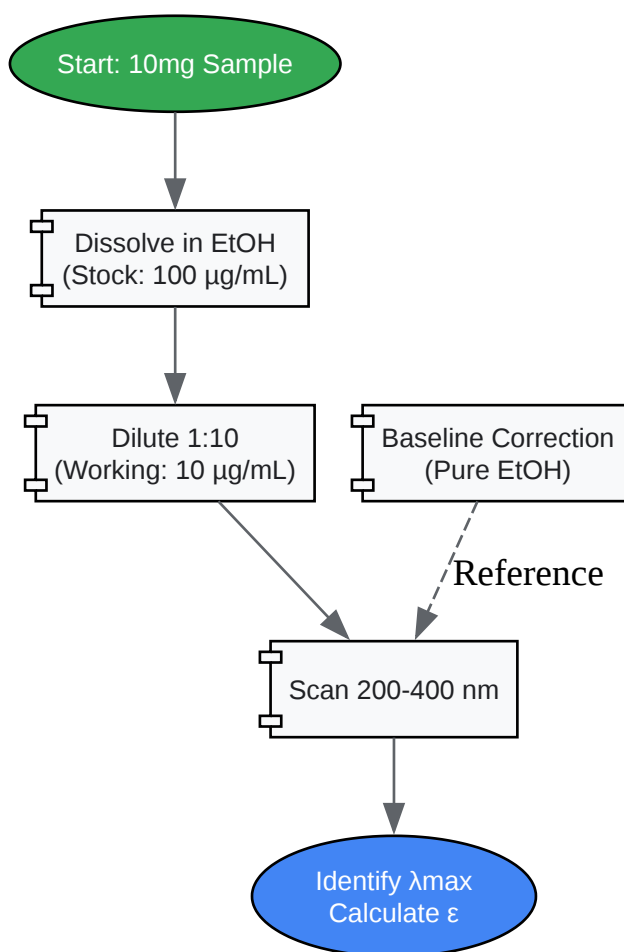 Start: 10mg Sample
Dissolve in EtOH
(Stock: 100 µg/mL)
Dilute 1:10
(Working: 10 µg/mL)
Baseline Correction
(Pure EtOH)
Reference
Scan 200-400 nm
Identify λmax
Calculate ε